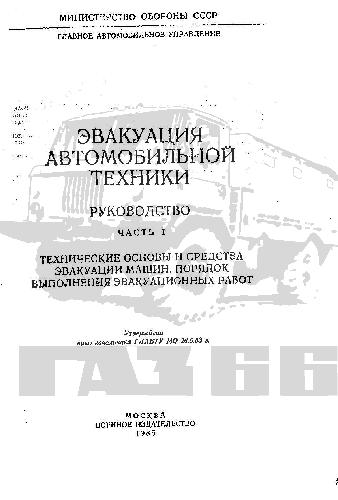 МИНИСТЕРСТВО ОБОРОНЫ СССР
ГЛАВНОЕ АВТОМОБИЛЬНОЕ УПРАВЛЕНИЕ
ЭВАКУАЦИЯ
АВТОМОБИЛЬНОЙ
ТЕХНИКИ
РУКОВОДСТВО
ЧАСТЬ I
ТЕХНИЧЕСКИЕ ОСНОВЫ И СРЕДСТВА
ЭВАКУАЦИИ МАШИН, ПОРЯДОК
ВЫПОЛНЕНИЯ ЭВАКУАЦИОННЫХ РАБОТ
МО
ГАЗ 66
МОСКВА
ВОЕННОЕ ИЗДАТЕЛЬСТВО